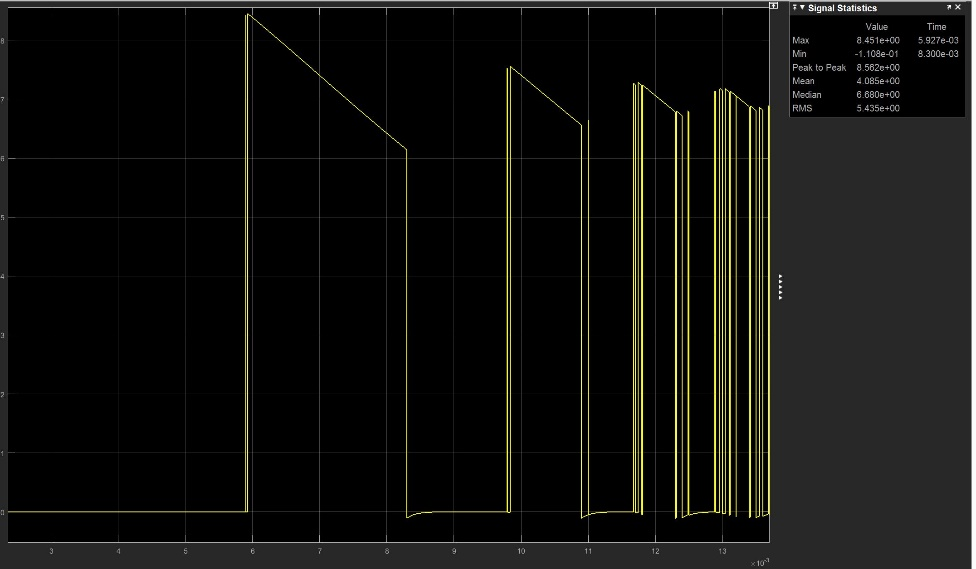 Signal Statistics
Value Time
Max 8.451e+00 5.927e-03
Min -1.108e-01 8.300e-03
Peak to Peak 8.562e+00
Mean 4.085e+00
Median 6.680e+00
RMS 5.435e+00
8
7
6
5
4
3
2
1
0
3 4 5 6 7 8 9 10 11 12 13
×10⁻³